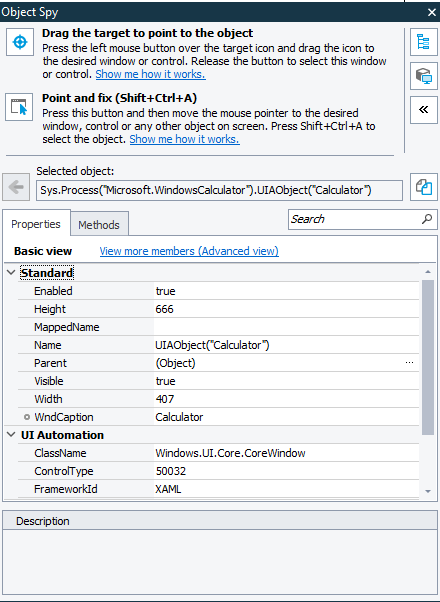 Object Spy
Drag the target to point to the object
Press the left mouse button over the target icon and drag the icon to
the desired window or control. Release the button to select this window
or control. Show me how it works.
Point and fix (Shift+Ctrl+A)
Press this button and then move the mouse pointer to the desired
window, control or any other object on screen. Press Shift+Ctrl+A to
select the object. Show me how it works.
Selected object:
Sys.Process("Microsoft.WindowsCalculator").UIAObject("Calculator")
Properties Methods Search
Basic view View more members (Advanced view)
Standard
Enabled true
Height 666
MappedName
Name UIAObject("Calculator")
Parent (Object) ...
Visible true
Width 407
WndCaption Calculator
UI Automation
ClassName Windows.UI.Core.CoreWindow
ControlType 50032
FrameworkId XAML
Description